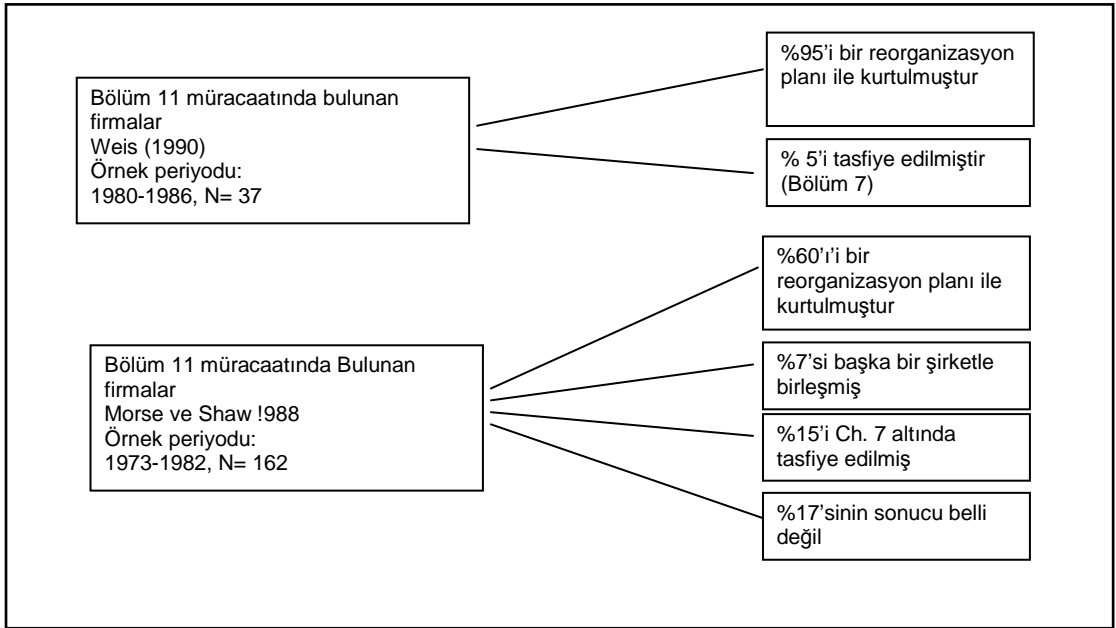 Bölüm 11 müracaatında bulunan
firmalar
Weis (1990)
Örnek periyodu:
1980-1986, N= 37
%95’i bir reorganizasyon
planı ile kurtulmuştur
% 5’i tasfiye edilmiştir
(Bölüm 7)
Bölüm 11 müracaatında Bulunan
firmalar
Morse ve Shaw !988
Örnek periyodu:
1973-1982, N= 162
%60’ı’i bir
reorganizasyon planı ile
kurtulmuştur
%7’si başka bir şirketle
birleşmiş
%15’i Ch. 7 altında
tasfiye edilmiş
%17’sinin sonucu belli
değil